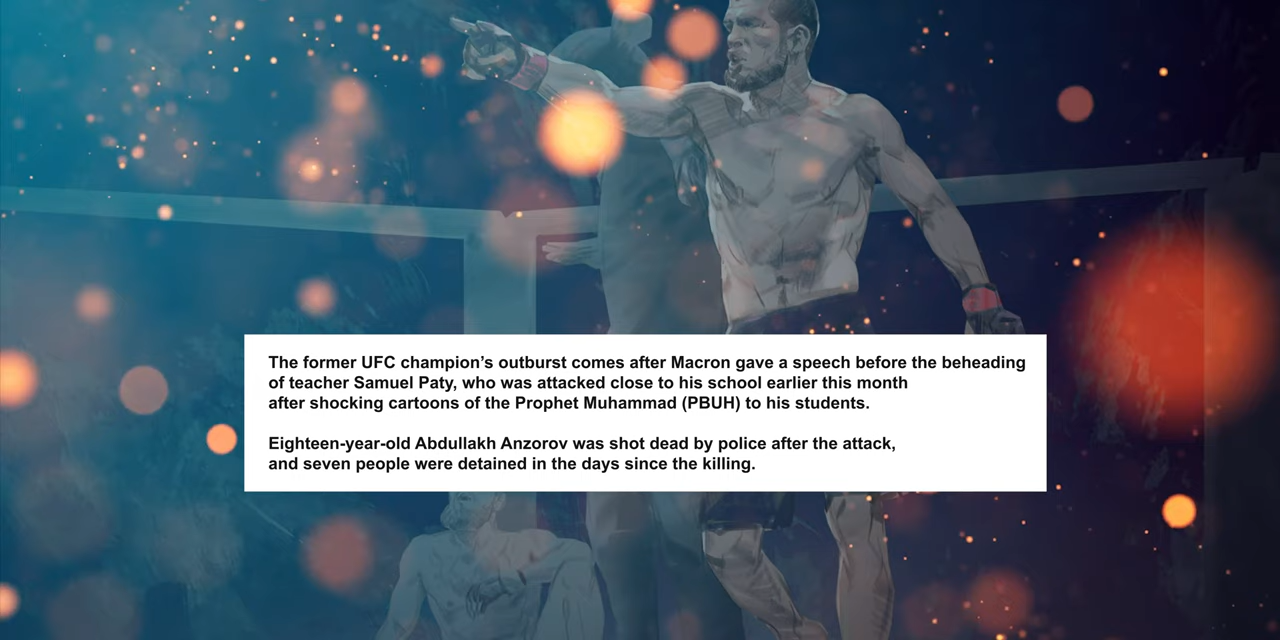 The former UFC champion’s outburst comes after Macron gave a speech before the beheading
of teacher Samuel Paty, who was attacked close to his school earlier this month
after shocking cartoons of the Prophet Muhammad (PBUH) to his students.
Eighteen-year-old Abdullakh Anzorov was shot dead by police after the attack,
and seven people were detained in the days since the killing.